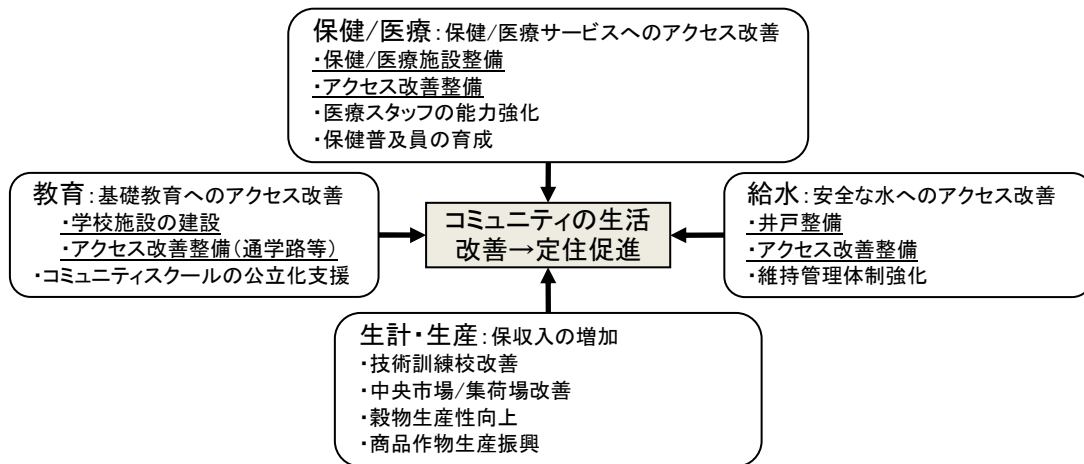 保健/医療:保健/医療サービスへのアクセス改善
・保健/医療施設整備
・アクセス改善整備
・医療スタッフの能力強化
・保健普及員の育成
教育:基礎教育へのアクセス改善
・学校施設の建設
・アクセス改善整備(通学路等)
・コミュニティスクールの公立化支援
コミュニティの生活
改善→定住促進
給水:安全な水へのアクセス改善
・井戸整備
・アクセス改善整備
・維持管理体制強化
生計・生産:保収入の増加
・技術訓練校改善
・中央市場/集荷場改善
・穀物生産性向上
・商品作物生産振興